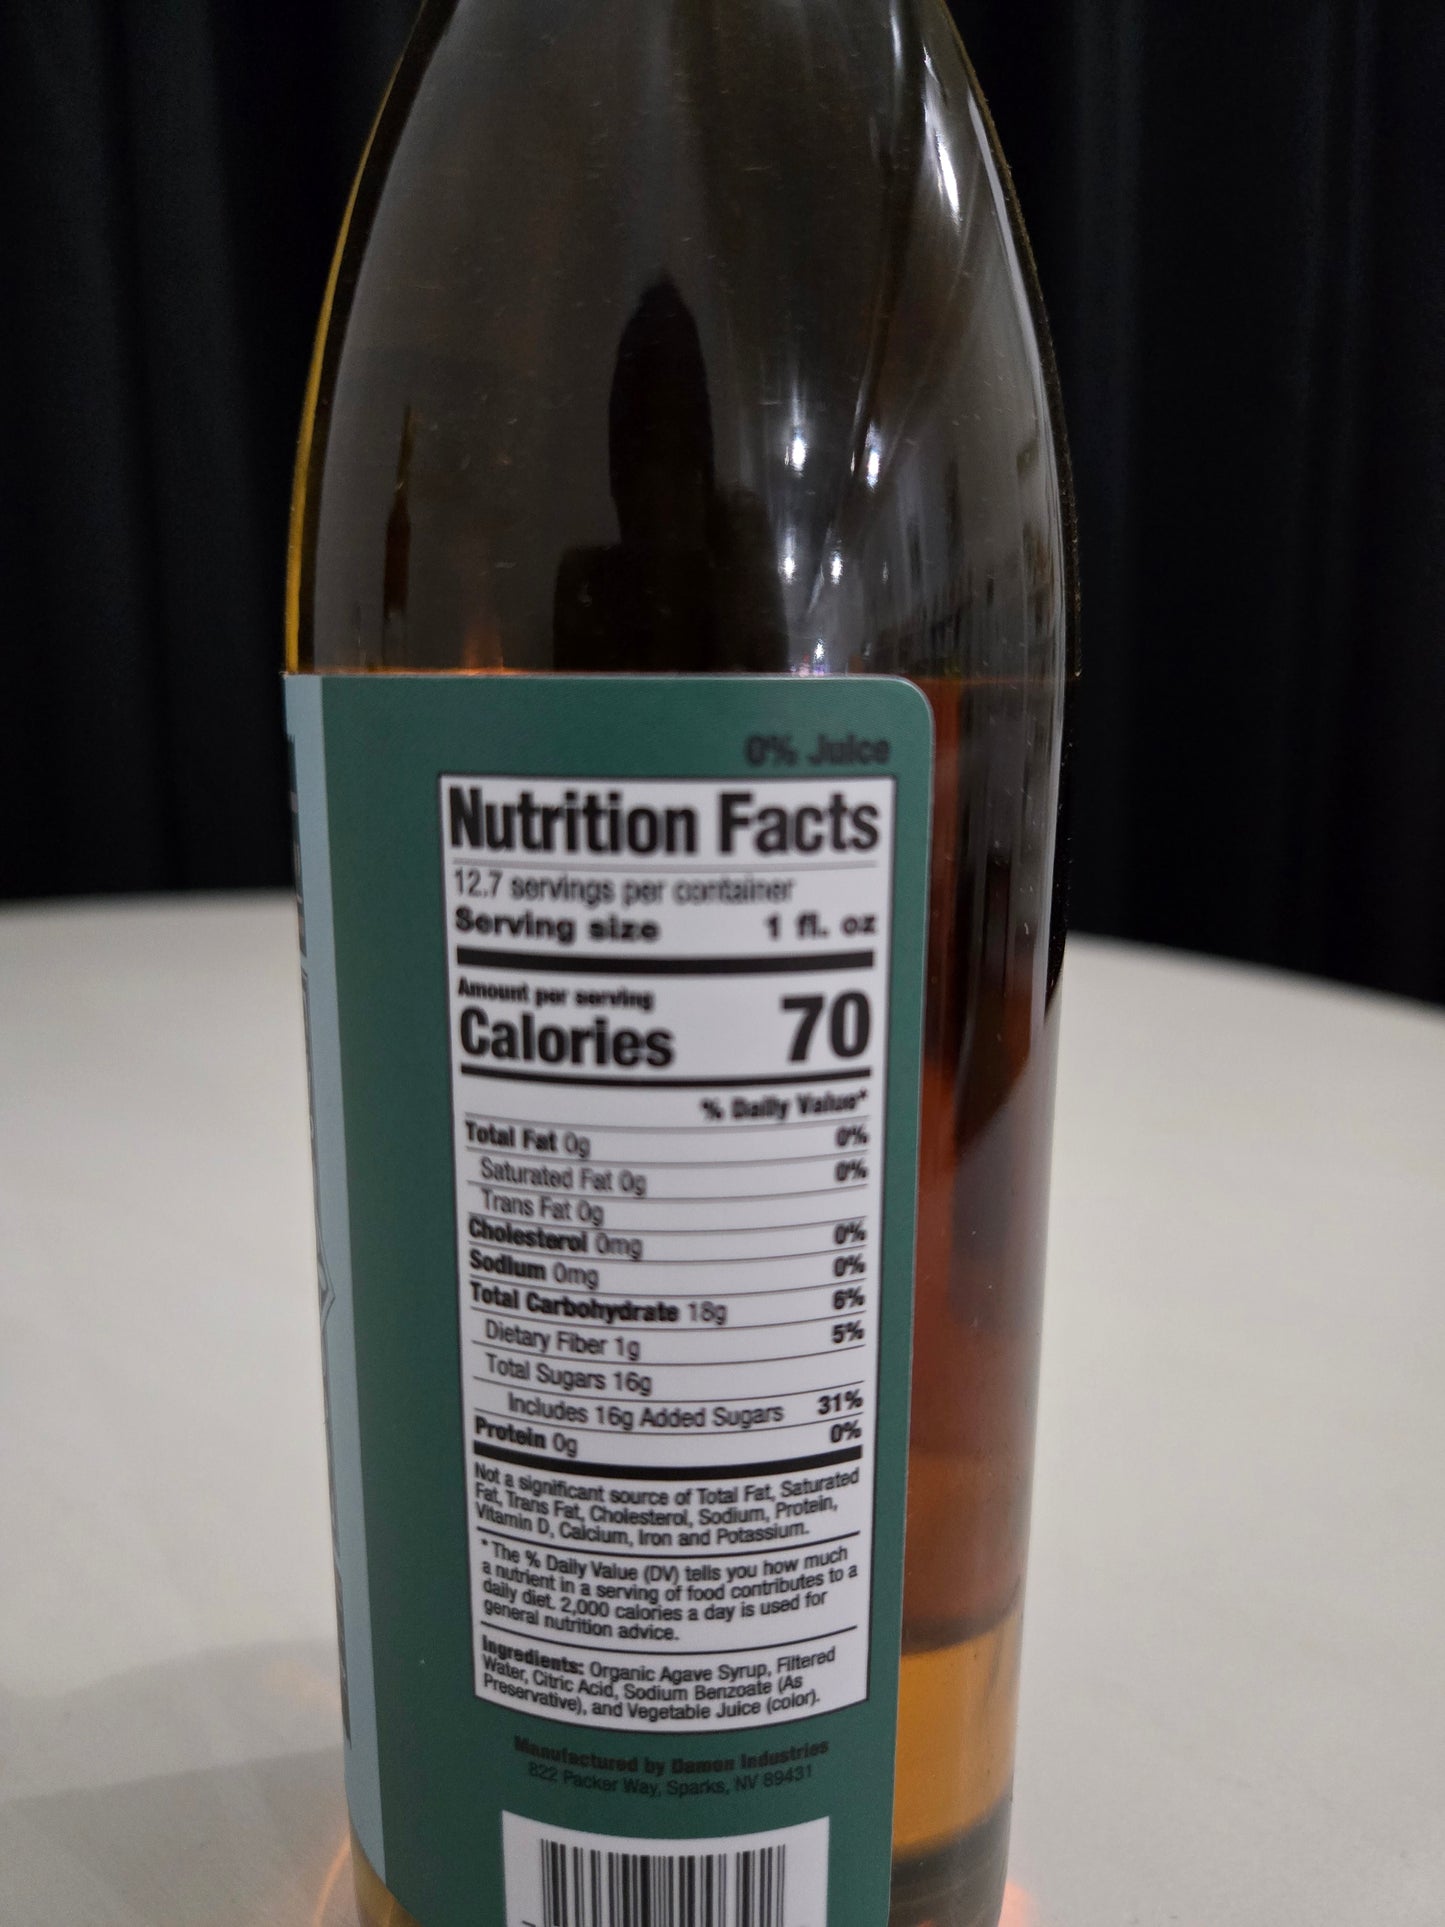 0% Juice
Nutrition Facts
12.7 servings per container
Serving size 1 fl. oz
Amount per serving
Calories 70
% Daily Value*
Total Fat 0g 0%
Saturated Fat 0g 0%
Trans Fat 0g
Cholesterol 0mg 0%
Sodium 0mg 0%
Total Carbohydrate 18g 6%
Dietary Fiber 1g 5%
Total Sugars 16g
Includes 16g Added Sugars 31%
Protein 0g 0%
Not a significant source of Total Fat, Saturated
Fat, Trans Fat, Cholesterol, Sodium, Protein,
Vitamin D, Calcium, Iron and Potassium.
* The % Daily Value (DV) tells you how much
a nutrient in a serving of food contributes to a
daily diet. 2,000 calories a day is used for
general nutrition advice.
Ingredients: Organic Agave Syrup, Filtered
Water, Citric Acid, Sodium Benzoate (As
Preservative), and Vegetable Juice (color).
Manufactured by Damon Industries
822 Packer Way, Sparks, NV 89431